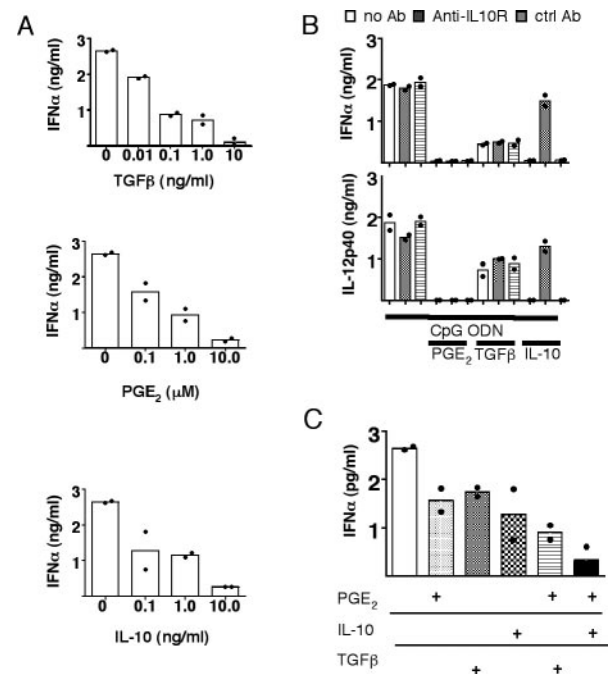 A
IFNα (ng/ml)
3
2
1
0 0.01 0.1 1.0 10
TGFβ (ng/ml)
IFNα (ng/ml)
3
2
1
0 0.1 1.0 10.0
PGE2 (μM)
IFNα (ng/ml)
3
2
1
0 0.1 1.0 10.0
IL-10 (ng/ml)
B
no Ab Anti-IL10R ctrl Ab
IFNα (ng/ml)
3
2
1
0
IL-12p40 (ng/ml)
3
2
1
0
CpG ODN
PGE2 TGFβ IL-10
C
IFNα (pg/ml)
3
2
1
PGE2 + + +
IL-10 + +
TGFβ + +